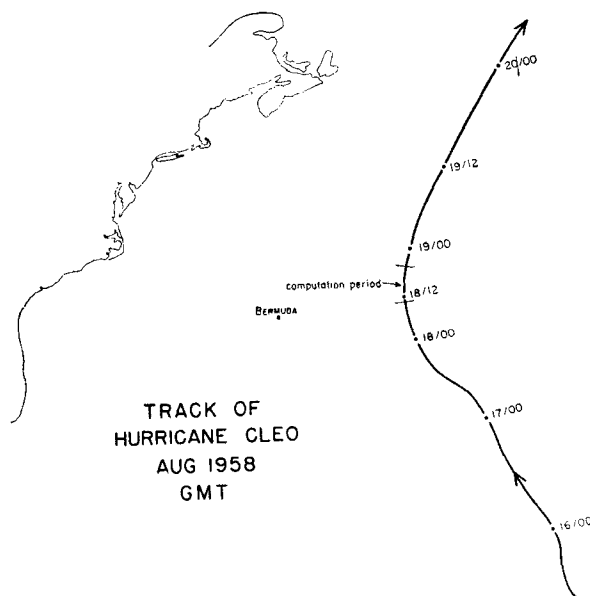 20/00
19/12
19/00
computation period
18/12
BERMUDA
18/00
17/00
TRACK OF
HURRICANE CLEO
AUG 1958
GMT
16/00